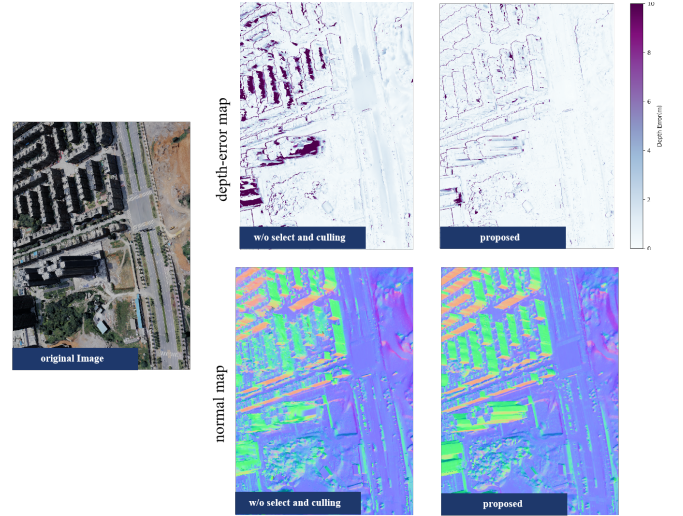 depth-error map
w/o select and culling
proposed
10
8
6
4
2
0
Depth Error(m)
original Image
normal map
w/o select and culling
proposed